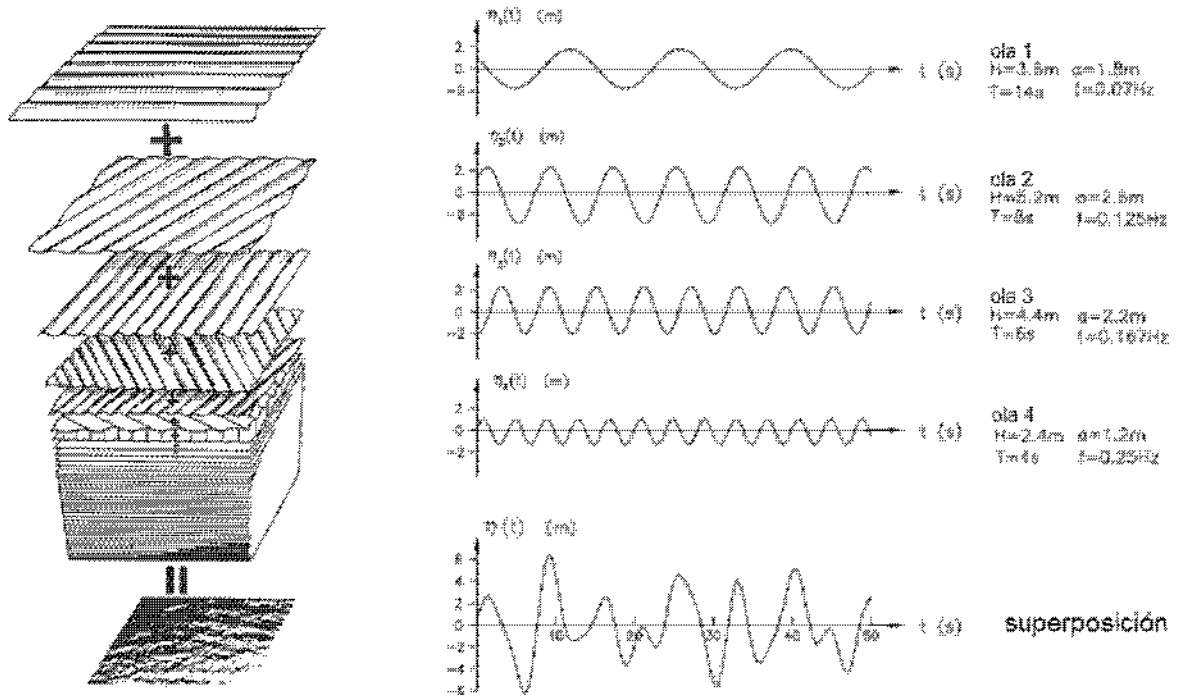 η₁(t) (m)
2
0
-2
t (s)
ola 1
H=3.6m a=1.8m
T=14s f=0.07Hz
η₂(t) (m)
2
0
-2
t (s)
ola 2
H=5.2m a=2.6m
T=8s f=0.125Hz
η₃(t) (m)
2
0
-2
t (s)
ola 3
H=4.4m a=2.2m
T=6s f=0.167Hz
η₄(t) (m)
2
0
-2
t (s)
ola 4
H=2.4m a=1.2m
T=4s f=0.25Hz
η(t) (m)
6
4
2
0
-2
-4
-6
10 20 30 40 50
t (s)
superposición